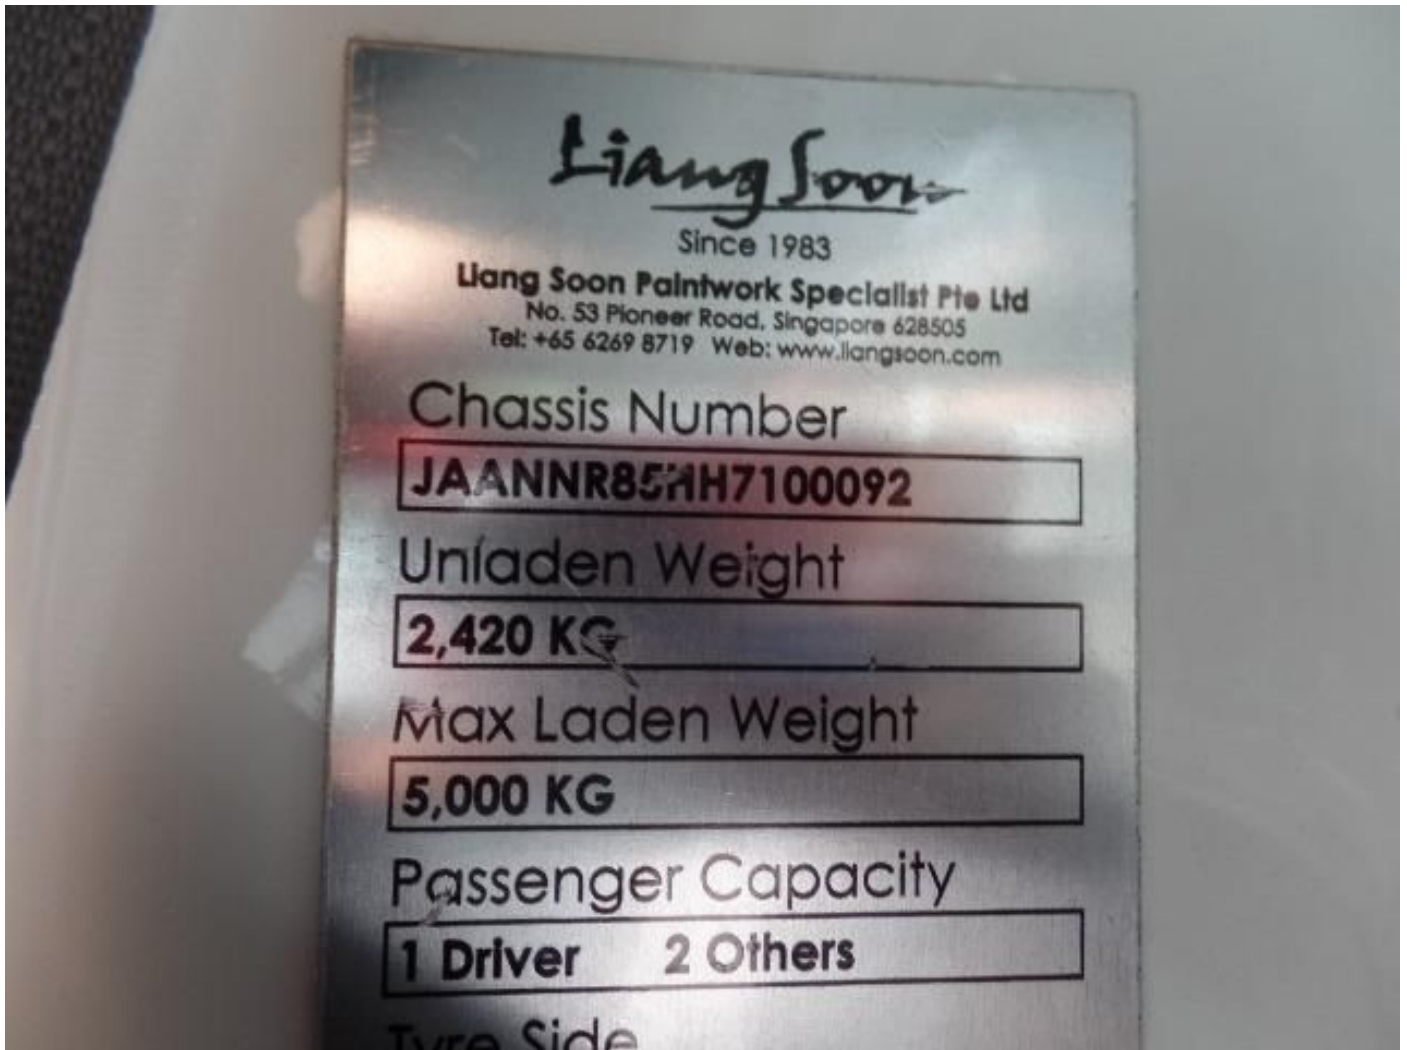 Liang Soon
Since 1983
Liang Soon Paintwork Specialist Pte Ltd
No. 53 Pioneer Road, Singapore 628505
Tel: +65 6269 8719 Web: www.liangsoon.com
Chassis Number
JAANNR85HH7100092
Unladen Weight
2,420 KG
Max Laden Weight
5,000 KG
Passenger Capacity
1 Driver 2 Others
Tyre Side